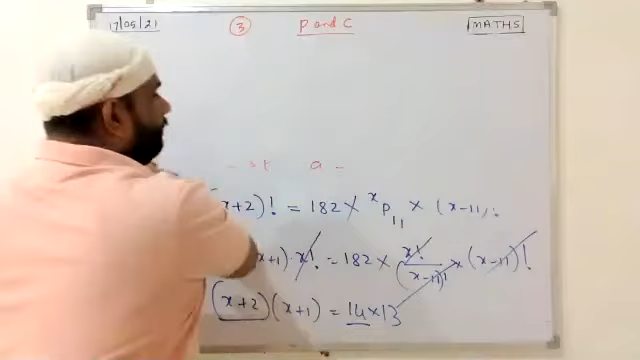 17/05/21 3 P and C MATHS
a
x+2)! = 182 × ˣP₁₁ × (x-11)!
x+1)·x! = 182 × x!/(x-11)! × (x-11)!
(x+2)(x+1) = 14×13